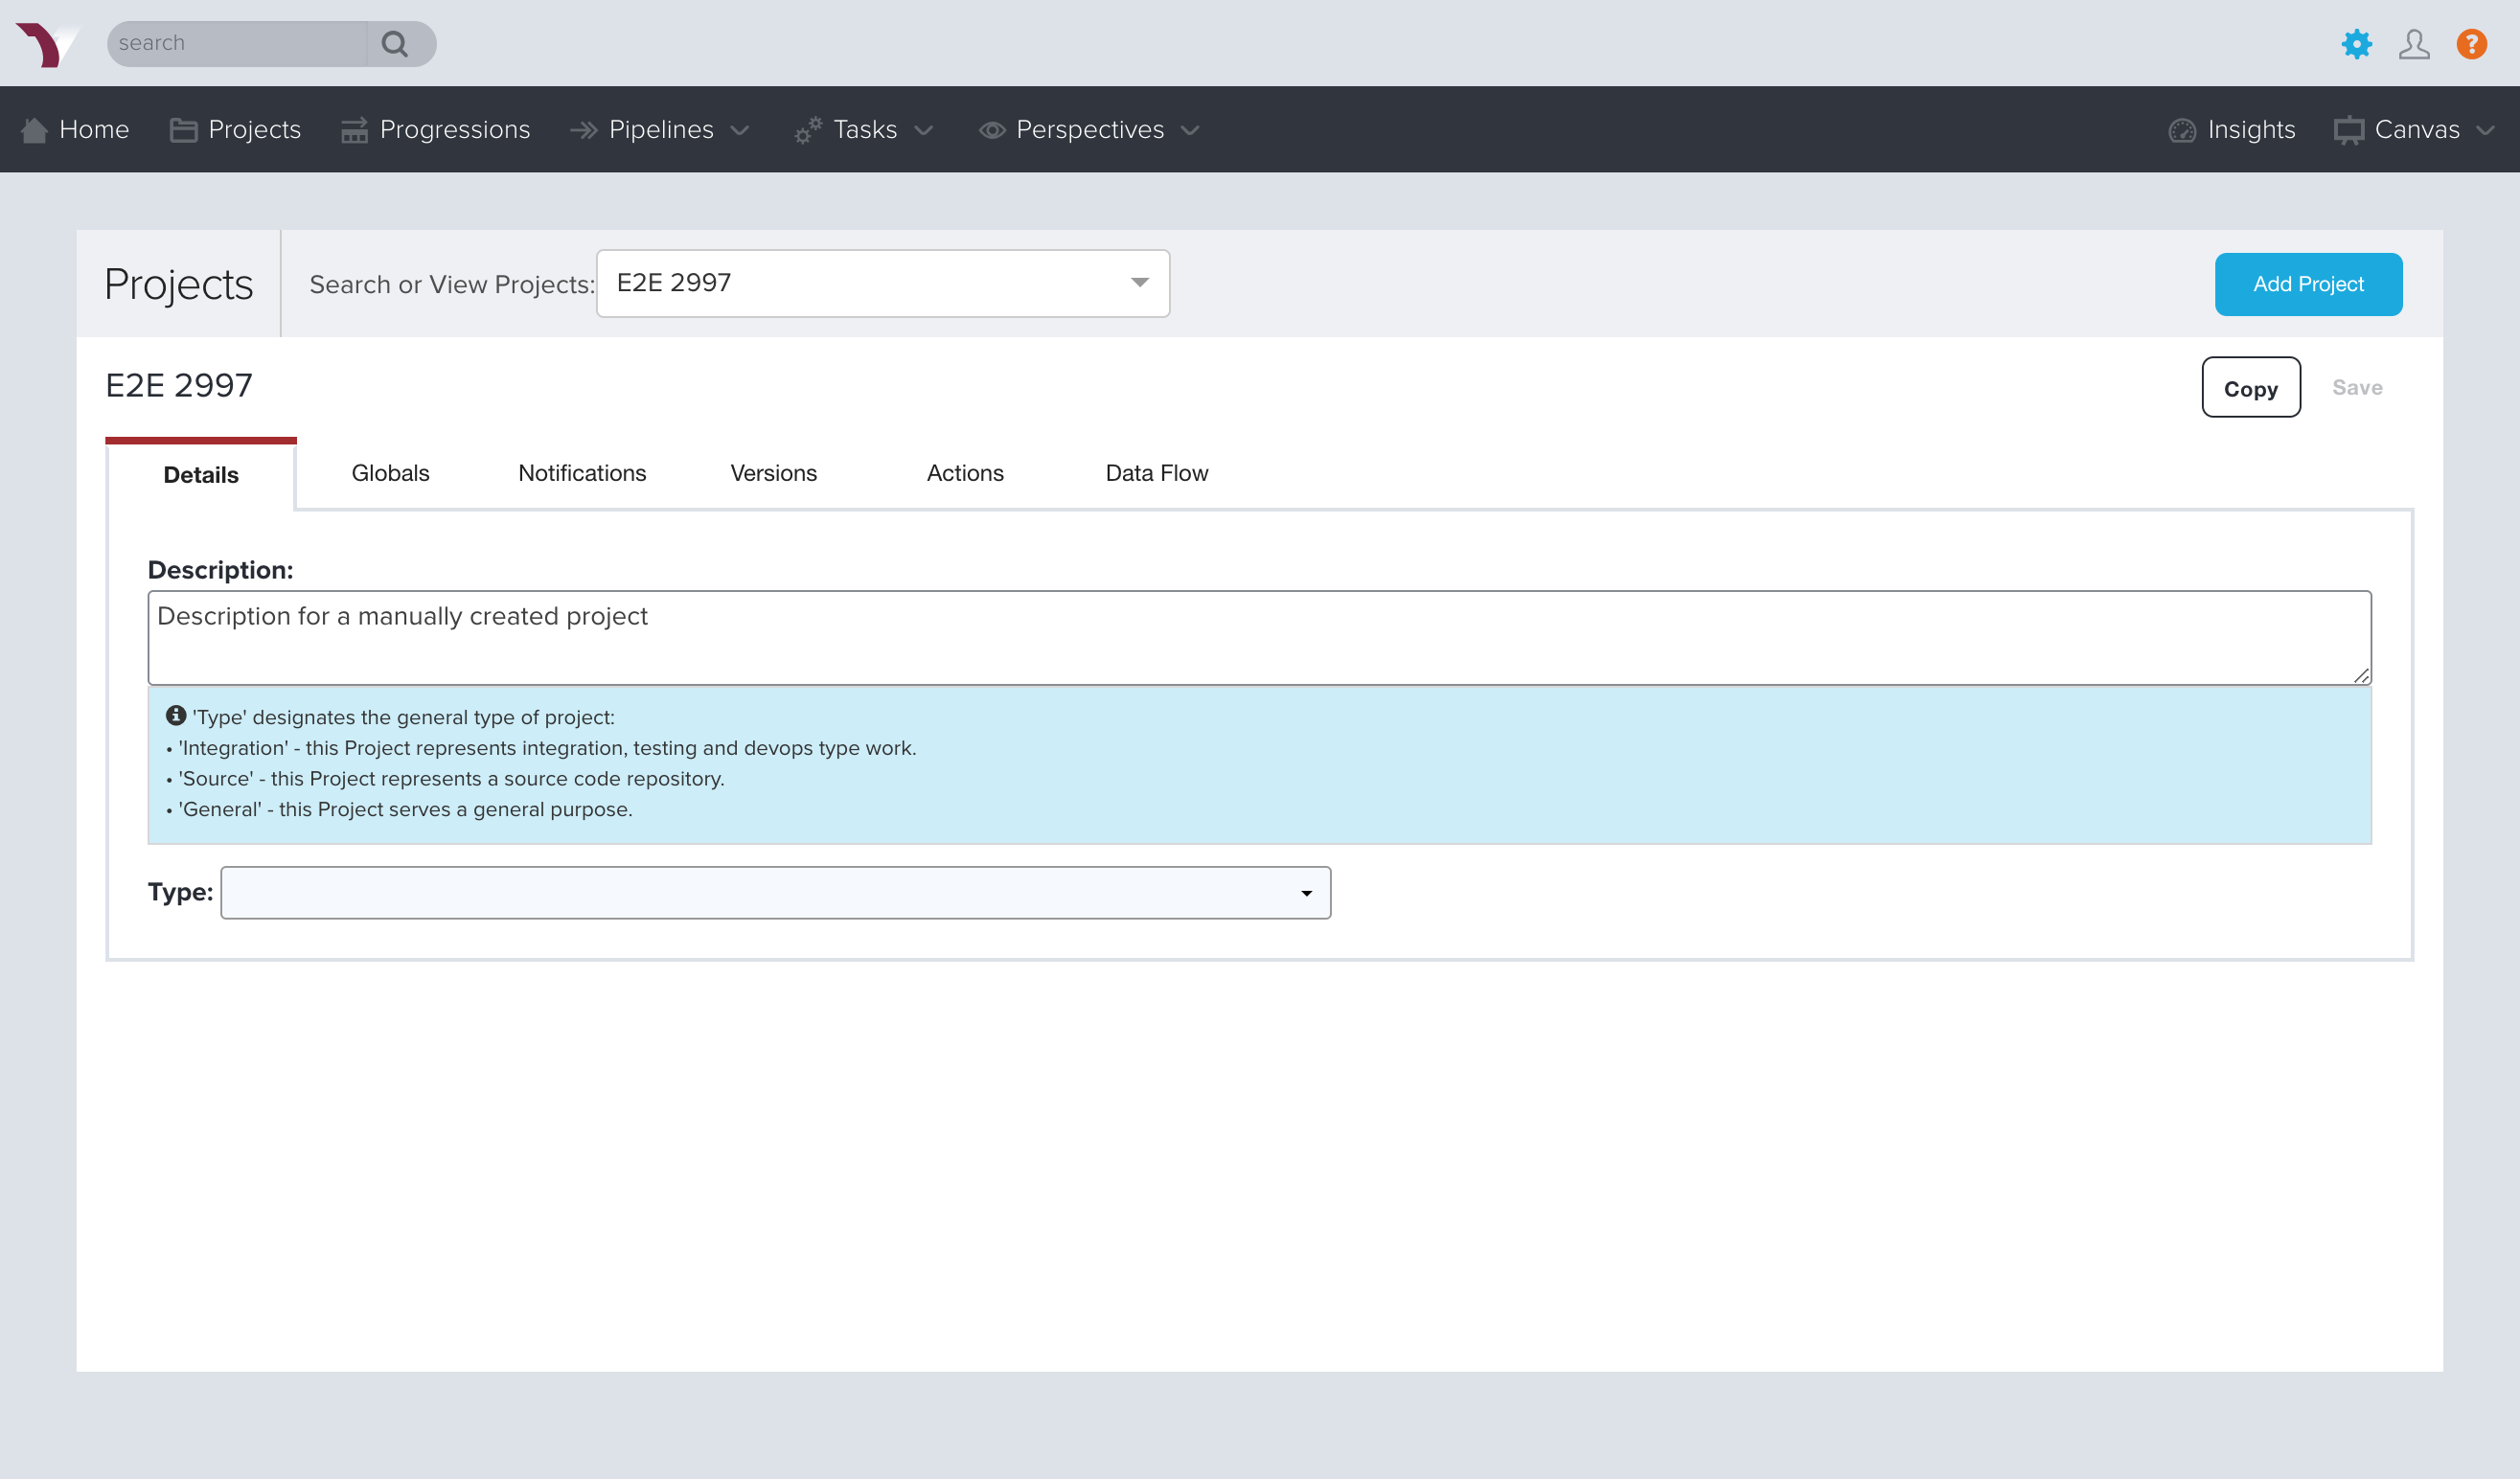 search
?
Home Projects Progressions Pipelines Tasks Perspectives Insights Canvas
Projects Search or View Projects: E2E 2997 Add Project
E2E 2997 Copy Save
Details Globals Notifications Versions Actions Data Flow
Description:
Description for a manually created project
'Type' designates the general type of project:
• 'Integration' - this Project represents integration, testing and devops type work.
• 'Source' - this Project represents a source code repository.
• 'General' - this Project serves a general purpose.
Type: